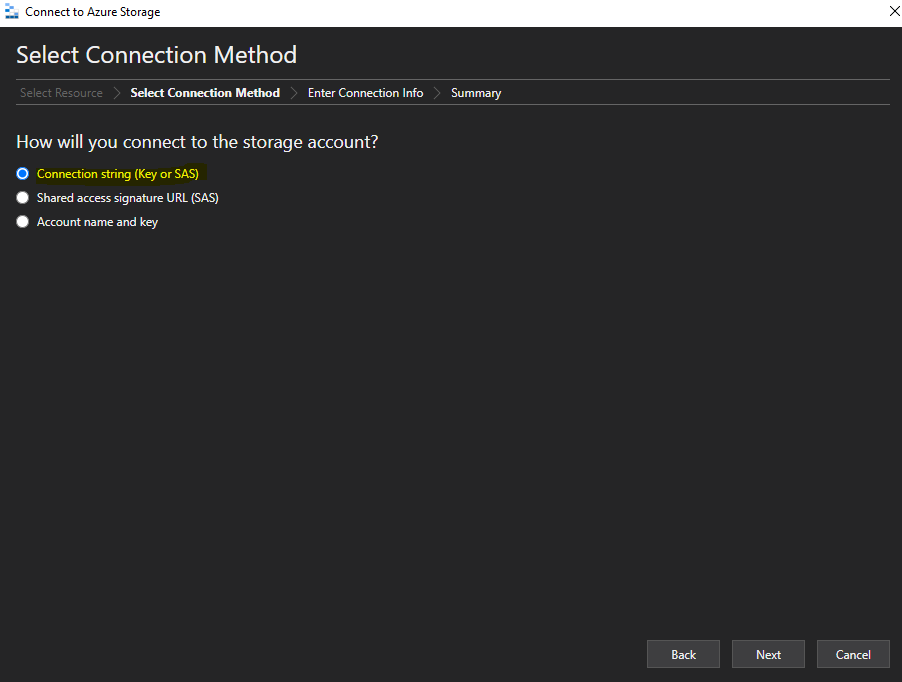 Connect to Azure Storage
Select Connection Method
Select Resource > Select Connection Method > Enter Connection Info > Summary
How will you connect to the storage account?
Connection string (Key or SAS)
Shared access signature URL (SAS)
Account name and key
Back Next Cancel